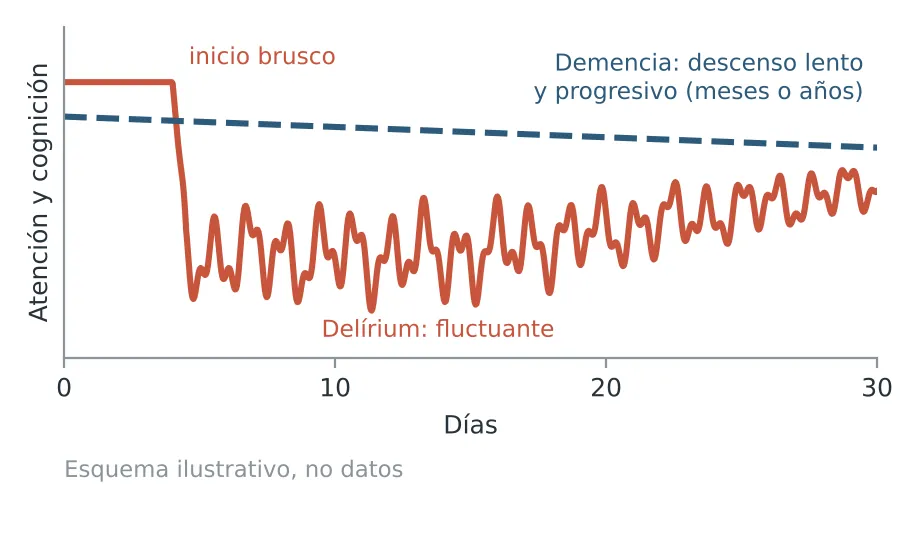 inicio brusco
Demencia: descenso lento
y progresivo (meses o años)
Atención y cognición
Delírium: fluctuante
0
10
20
30
Días
Esquema ilustrativo, no datos